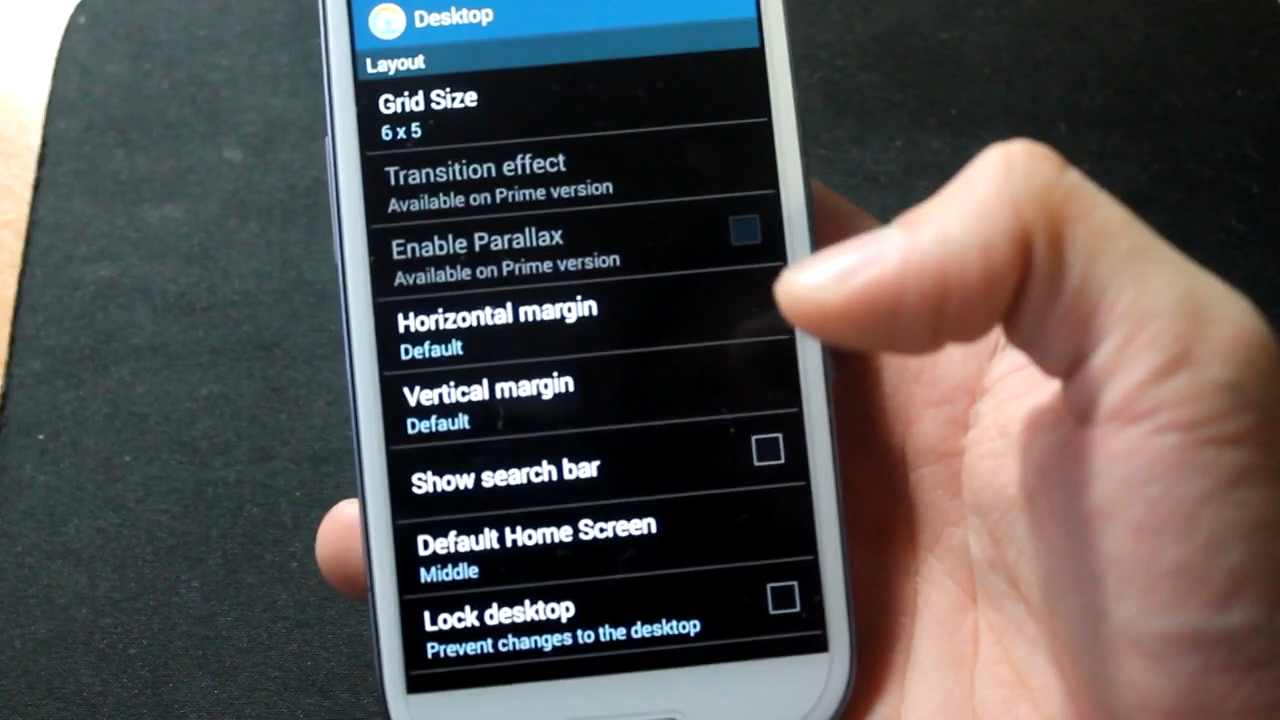 Desktop
Layout
Grid Size
6 x 5
Transition effect
Available on Prime version
Enable Parallax
Available on Prime version
Horizontal margin
Default
Vertical margin
Default
Show search bar
Default Home Screen
Middle
Lock desktop
Prevent changes to the desktop